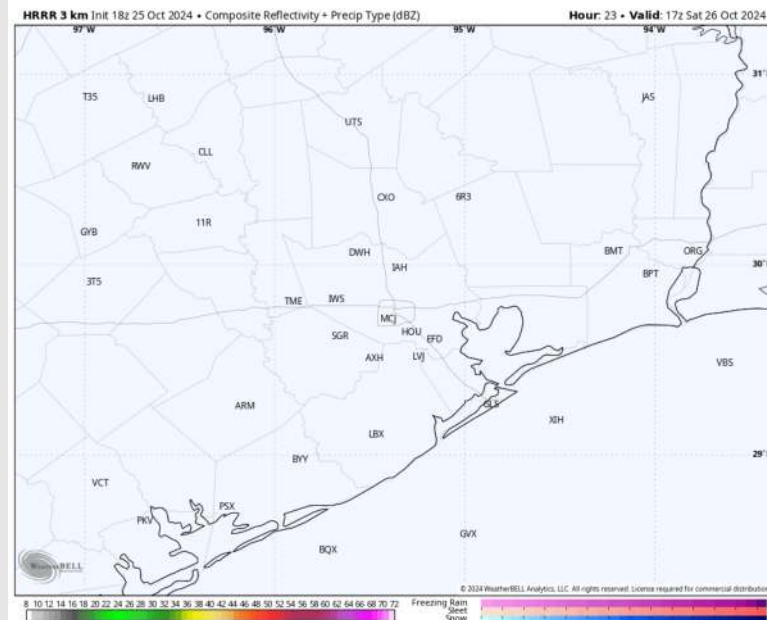 HRRR 3 km Init 18z 25 Oct 2024 • Composite Reflectivity + Precip Type (dBZ) Hour: 23 • Valid: 17z Sat 26 Oct 2024
97°W 96°W 95°W 94°W
31°
T35 LHB JAS
UTS
CLL
RWV
CXO 6R3
11R
GYB
DWH BMT ORG
30°
IAH BPT
3T5
TME IWS
MCJ
SGR HOU EFD
AXH LVJ
VBS
ARM GLS
XIH
LBX
BYY 29°
VCT
PSX
PKV
GVX
BQX
WeatherBELL
© 2024 WeatherBELL Analytics, LLC. All rights reserved. License required for commercial distribution
8 10 12 14 16 18 20 22 24 26 28 30 32 34 36 38 40 42 44 46 48 50 52 54 56 58 60 62 64 66 68 70 72
Freezing Rain
Sleet
Snow